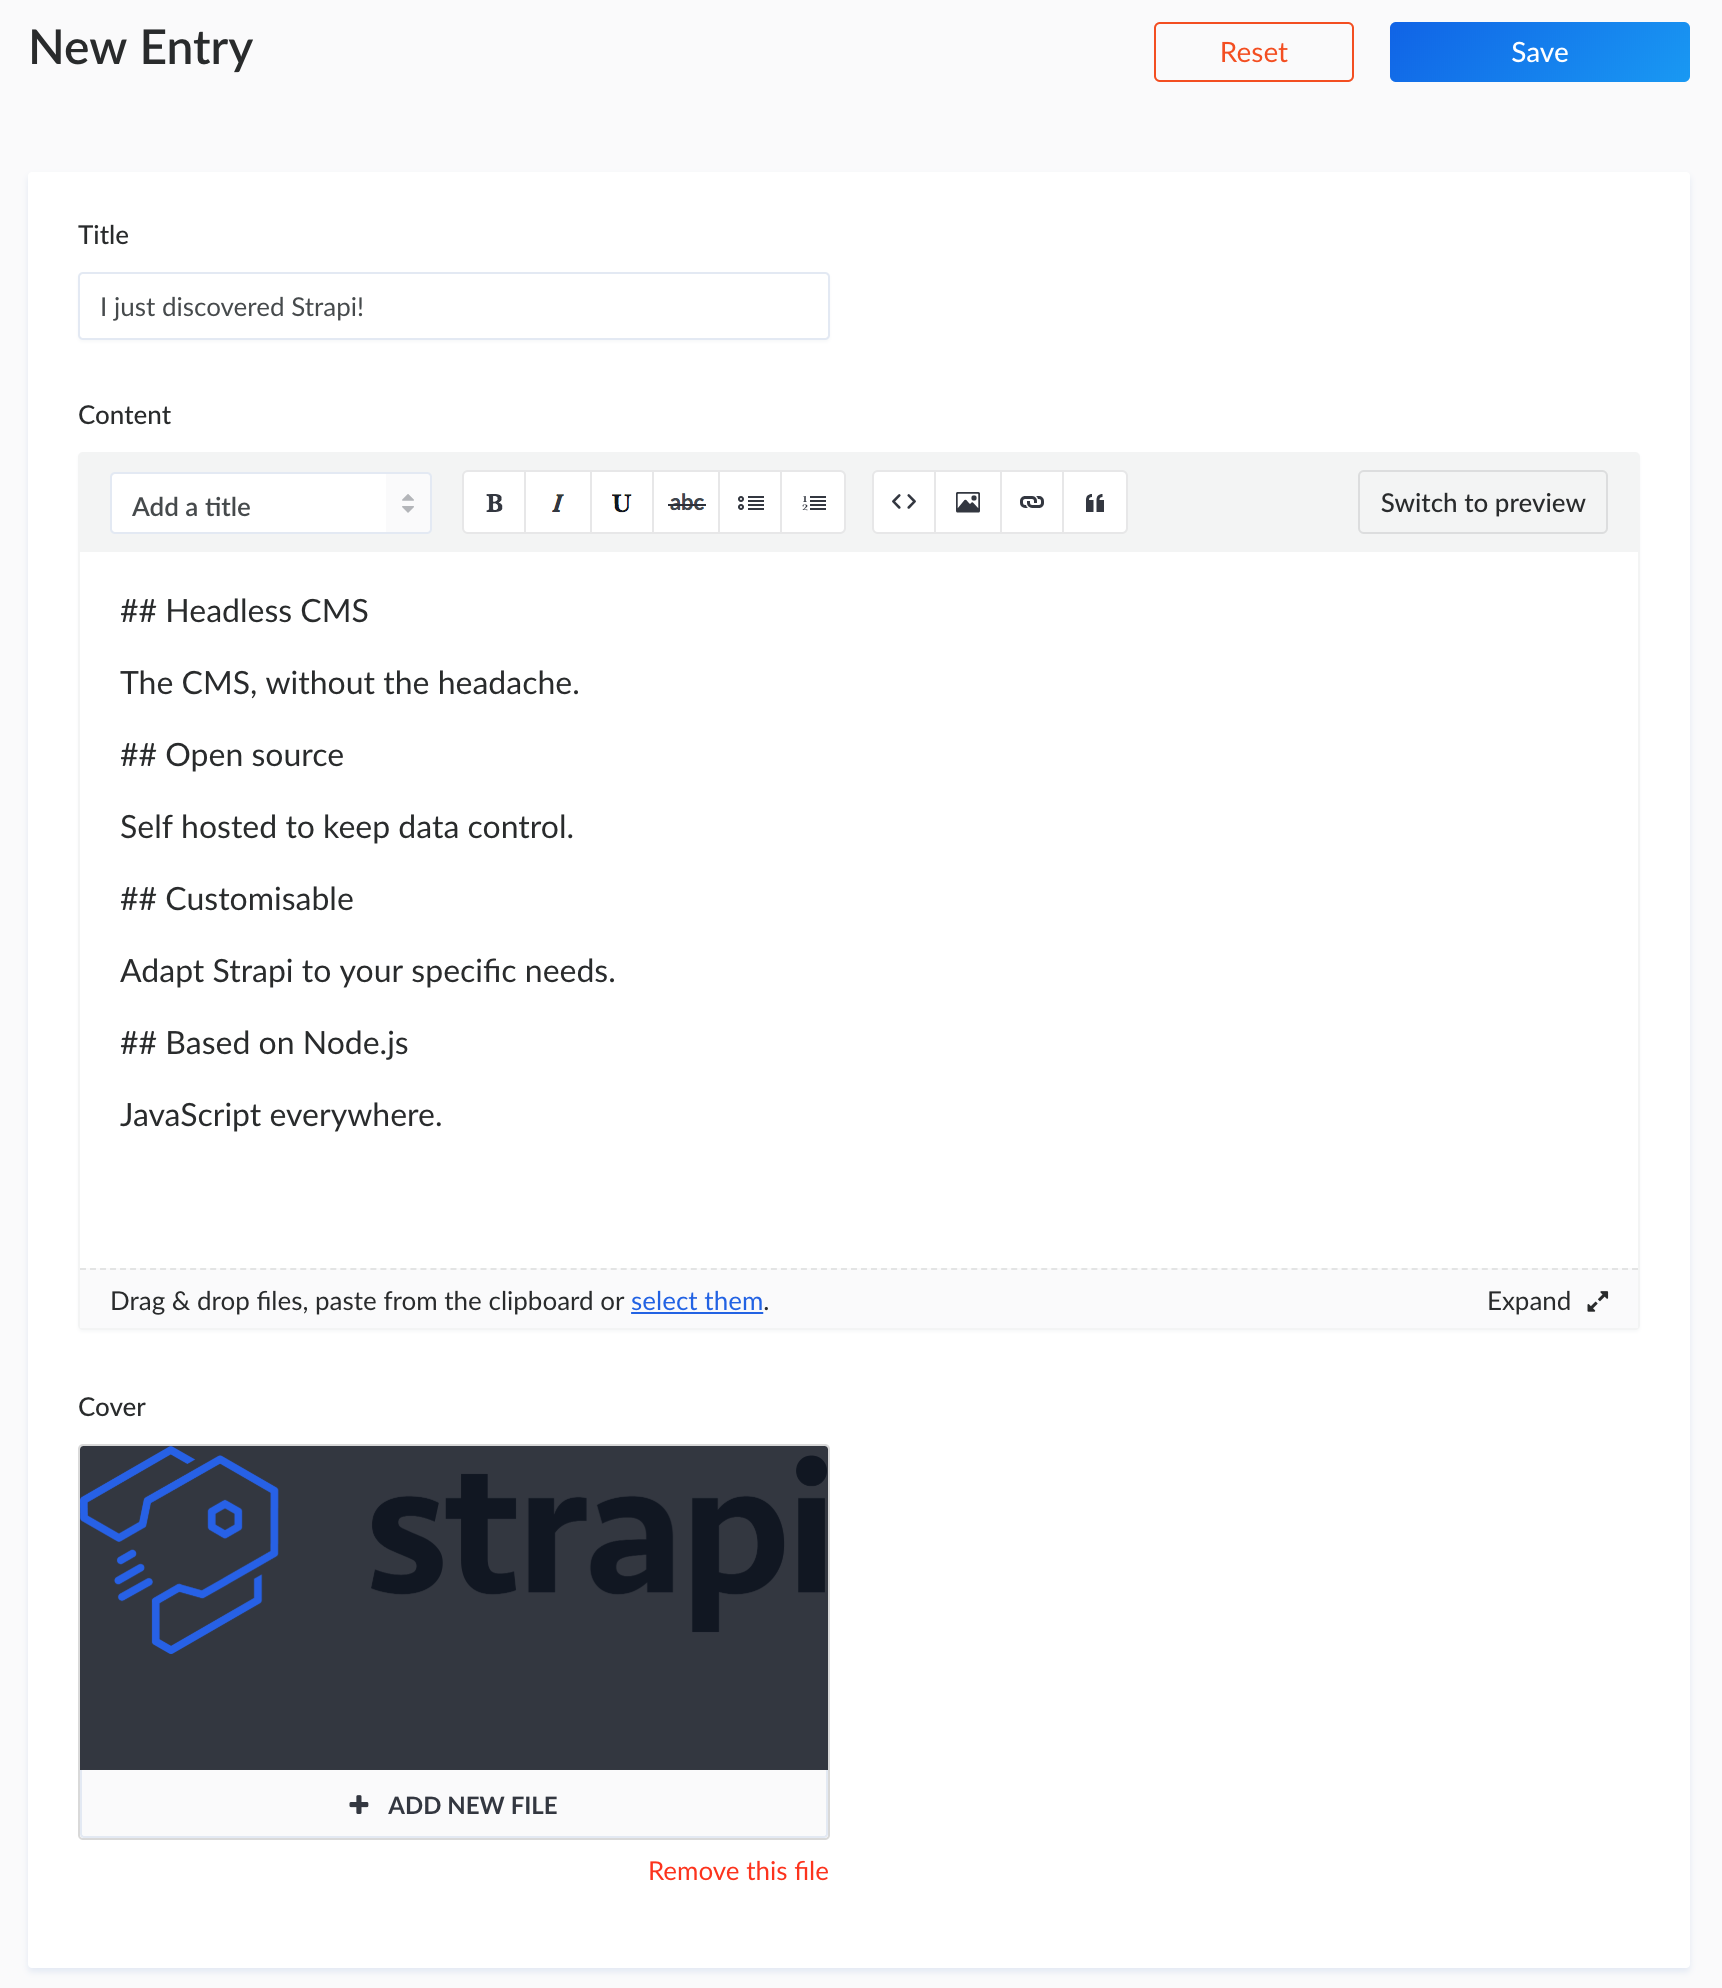 New Entry
Reset
Save
Title
I just discovered Strapi!
Content
Add a title
B I U abc
Switch to preview
## Headless CMS
The CMS, without the headache.
## Open source
Self hosted to keep data control.
## Customisable
Adapt Strapi to your specific needs.
## Based on Node.js
JavaScript everywhere.
Drag & drop files, paste from the clipboard or select them.
Expand
Cover
strapi
+ ADD NEW FILE
Remove this file